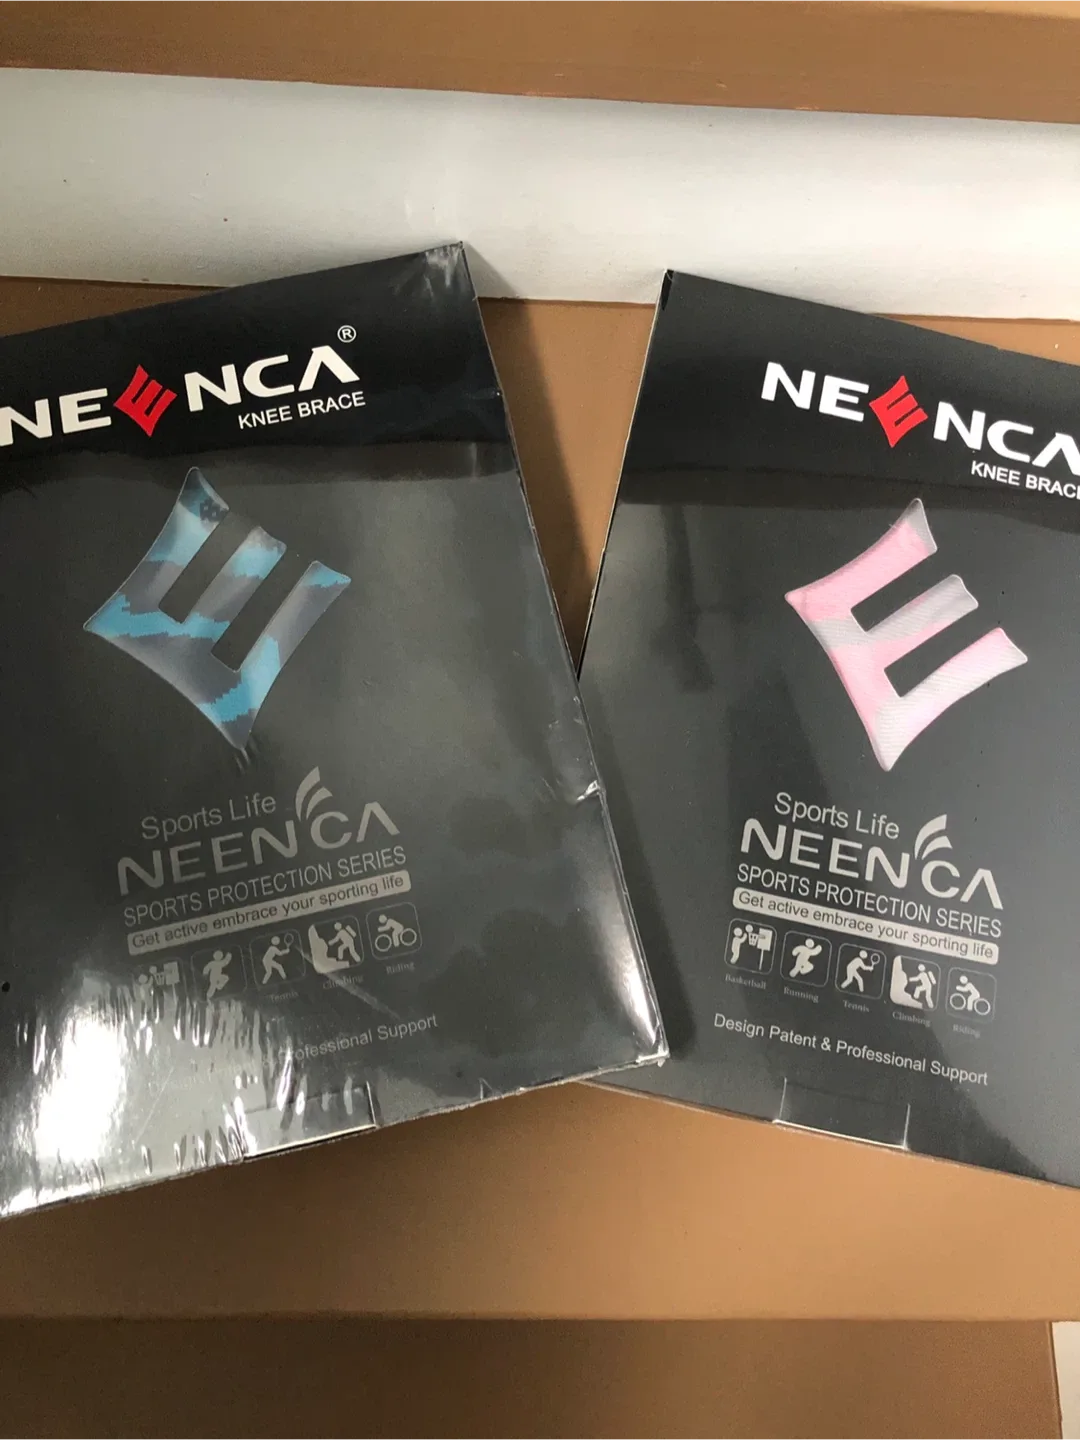 NEENCA®
KNEE BRACE
Sports Life
NEENCA
SPORTS PROTECTION SERIES
Get active embrace your sporting life
Tennis
Climbing
Riding
Professional Support
NEENCA
KNEE BRACE
Sports Life
NEENCA
SPORTS PROTECTION SERIES
Get active embrace your sporting life
Basketball Running Tennis Climbing Riding
Design Patent & Professional Support